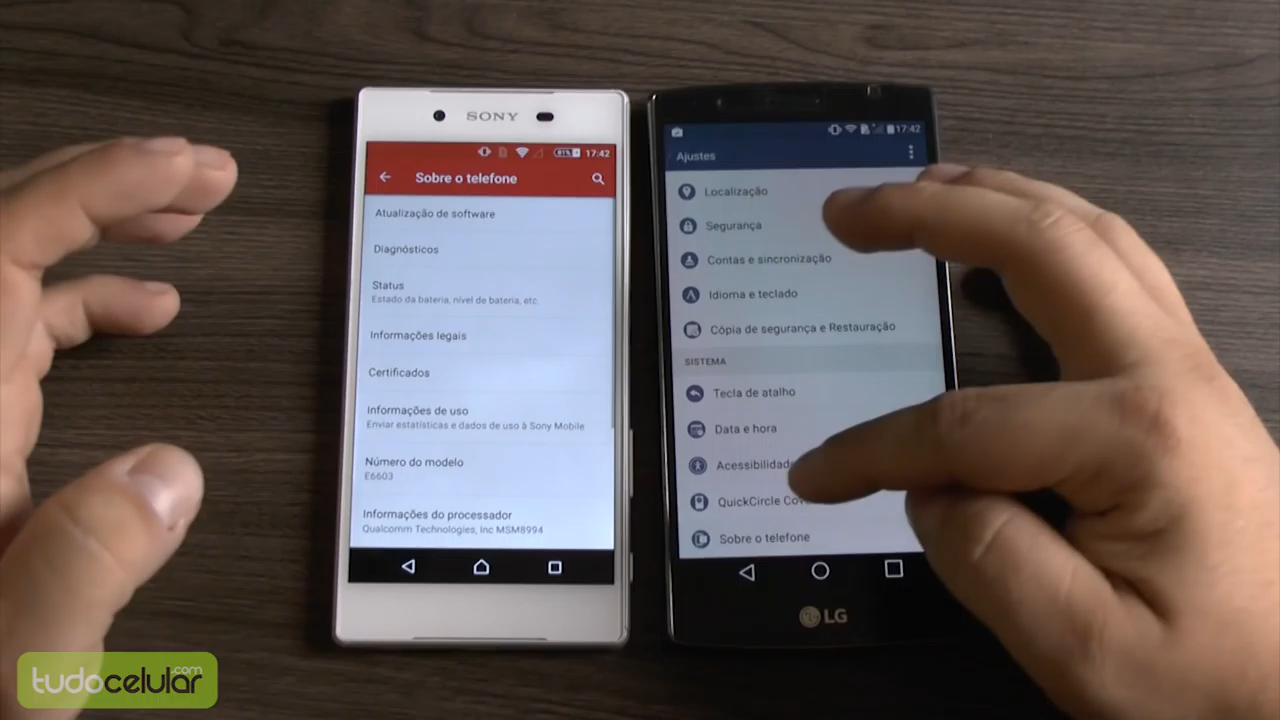 SONY
81% 17:42
Sobre o telefone
Atualização de software
Diagnósticos
Status
Estado da bateria, nível de bateria, etc.
Informações legais
Certificados
Informações de uso
Enviar estatísticas e dados de uso à Sony Mobile
Número do modelo
E6603
Informações do processador
Qualcomm Technologies, Inc MSM8994
17:42
Ajustes
Localização
Segurança
Contas e sincronização
Idioma e teclado
Cópia de segurança e Restauração
SISTEMA
Tecla de atalho
Data e hora
Acessibilidade
QuickCircle
Sobre o telefone
LG
tudocelular.com